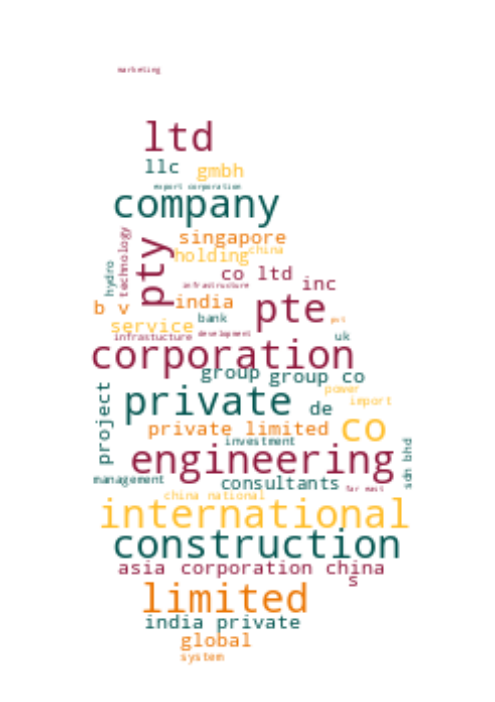 marketing
ltd
llc gmbh
export corporation
company
technology
singapore
pty
holding china
hydro
co ltd
infrastructure inc
b v india pte
bank
service pvt
infrastucture development uk
corporation
group group co
project
private de
power
import
private limited co
investment
engineering
sdn bhd
management consultants far east
china national
international
construction
asia corporation china
s
limited
india private
global
system